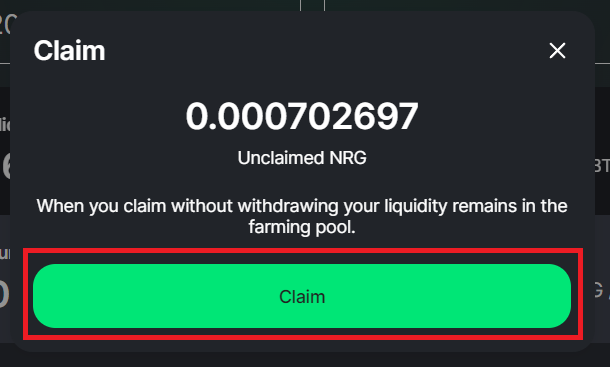 Claim
0.000702697
Unclaimed NRG
When you claim without withdrawing your liquidity remains in the
farming pool.
Claim